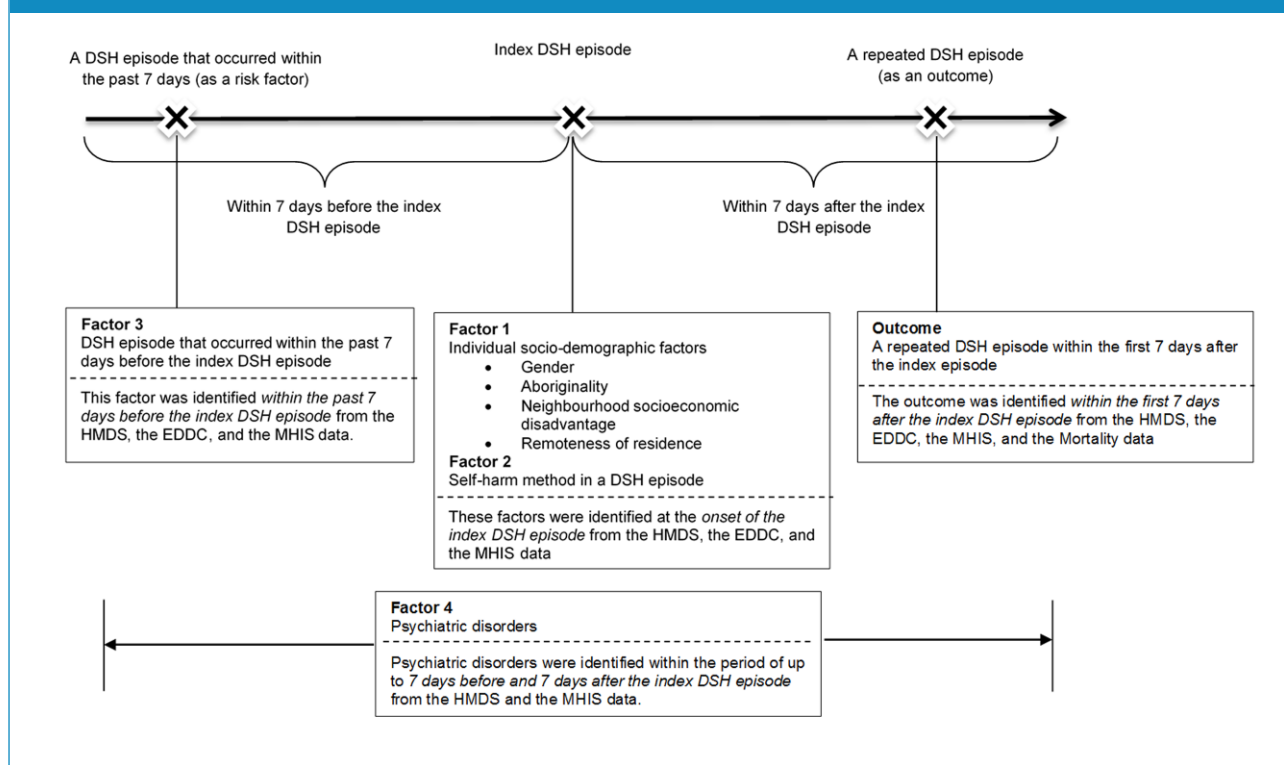 A DSH episode that occurred within
the past 7 days (as a risk factor)
Index DSH episode
A repeated DSH episode
(as an outcome)
Within 7 days before the index
DSH episode
Within 7 days after the index
DSH episode
Factor 3
DSH episode that occurred within the past 7
days before the index DSH episode
This factor was identified within the past 7
days before the index DSH episode from the
HMDS, the EDDC, and the MHIS data.
Factor 1
Individual socio-demographic factors
• Gender
• Aboriginality
• Neighbourhood socioeconomic
disadvantage
• Remoteness of residence
Factor 2
Self-harm method in a DSH episode
These factors were identified at the onset of the
index DSH episode from the HMDS, the EDDC, and
the MHIS data
Outcome
A repeated DSH episode within the first 7 days after
the index episode
The outcome was identified within the first 7 days
after the index DSH episode from the HMDS, the
EDDC, the MHIS, and the Mortality data
Factor 4
Psychiatric disorders
Psychiatric disorders were identified within the period of up
to 7 days before and 7 days after the index DSH episode
from the HMDS and the MHIS data.